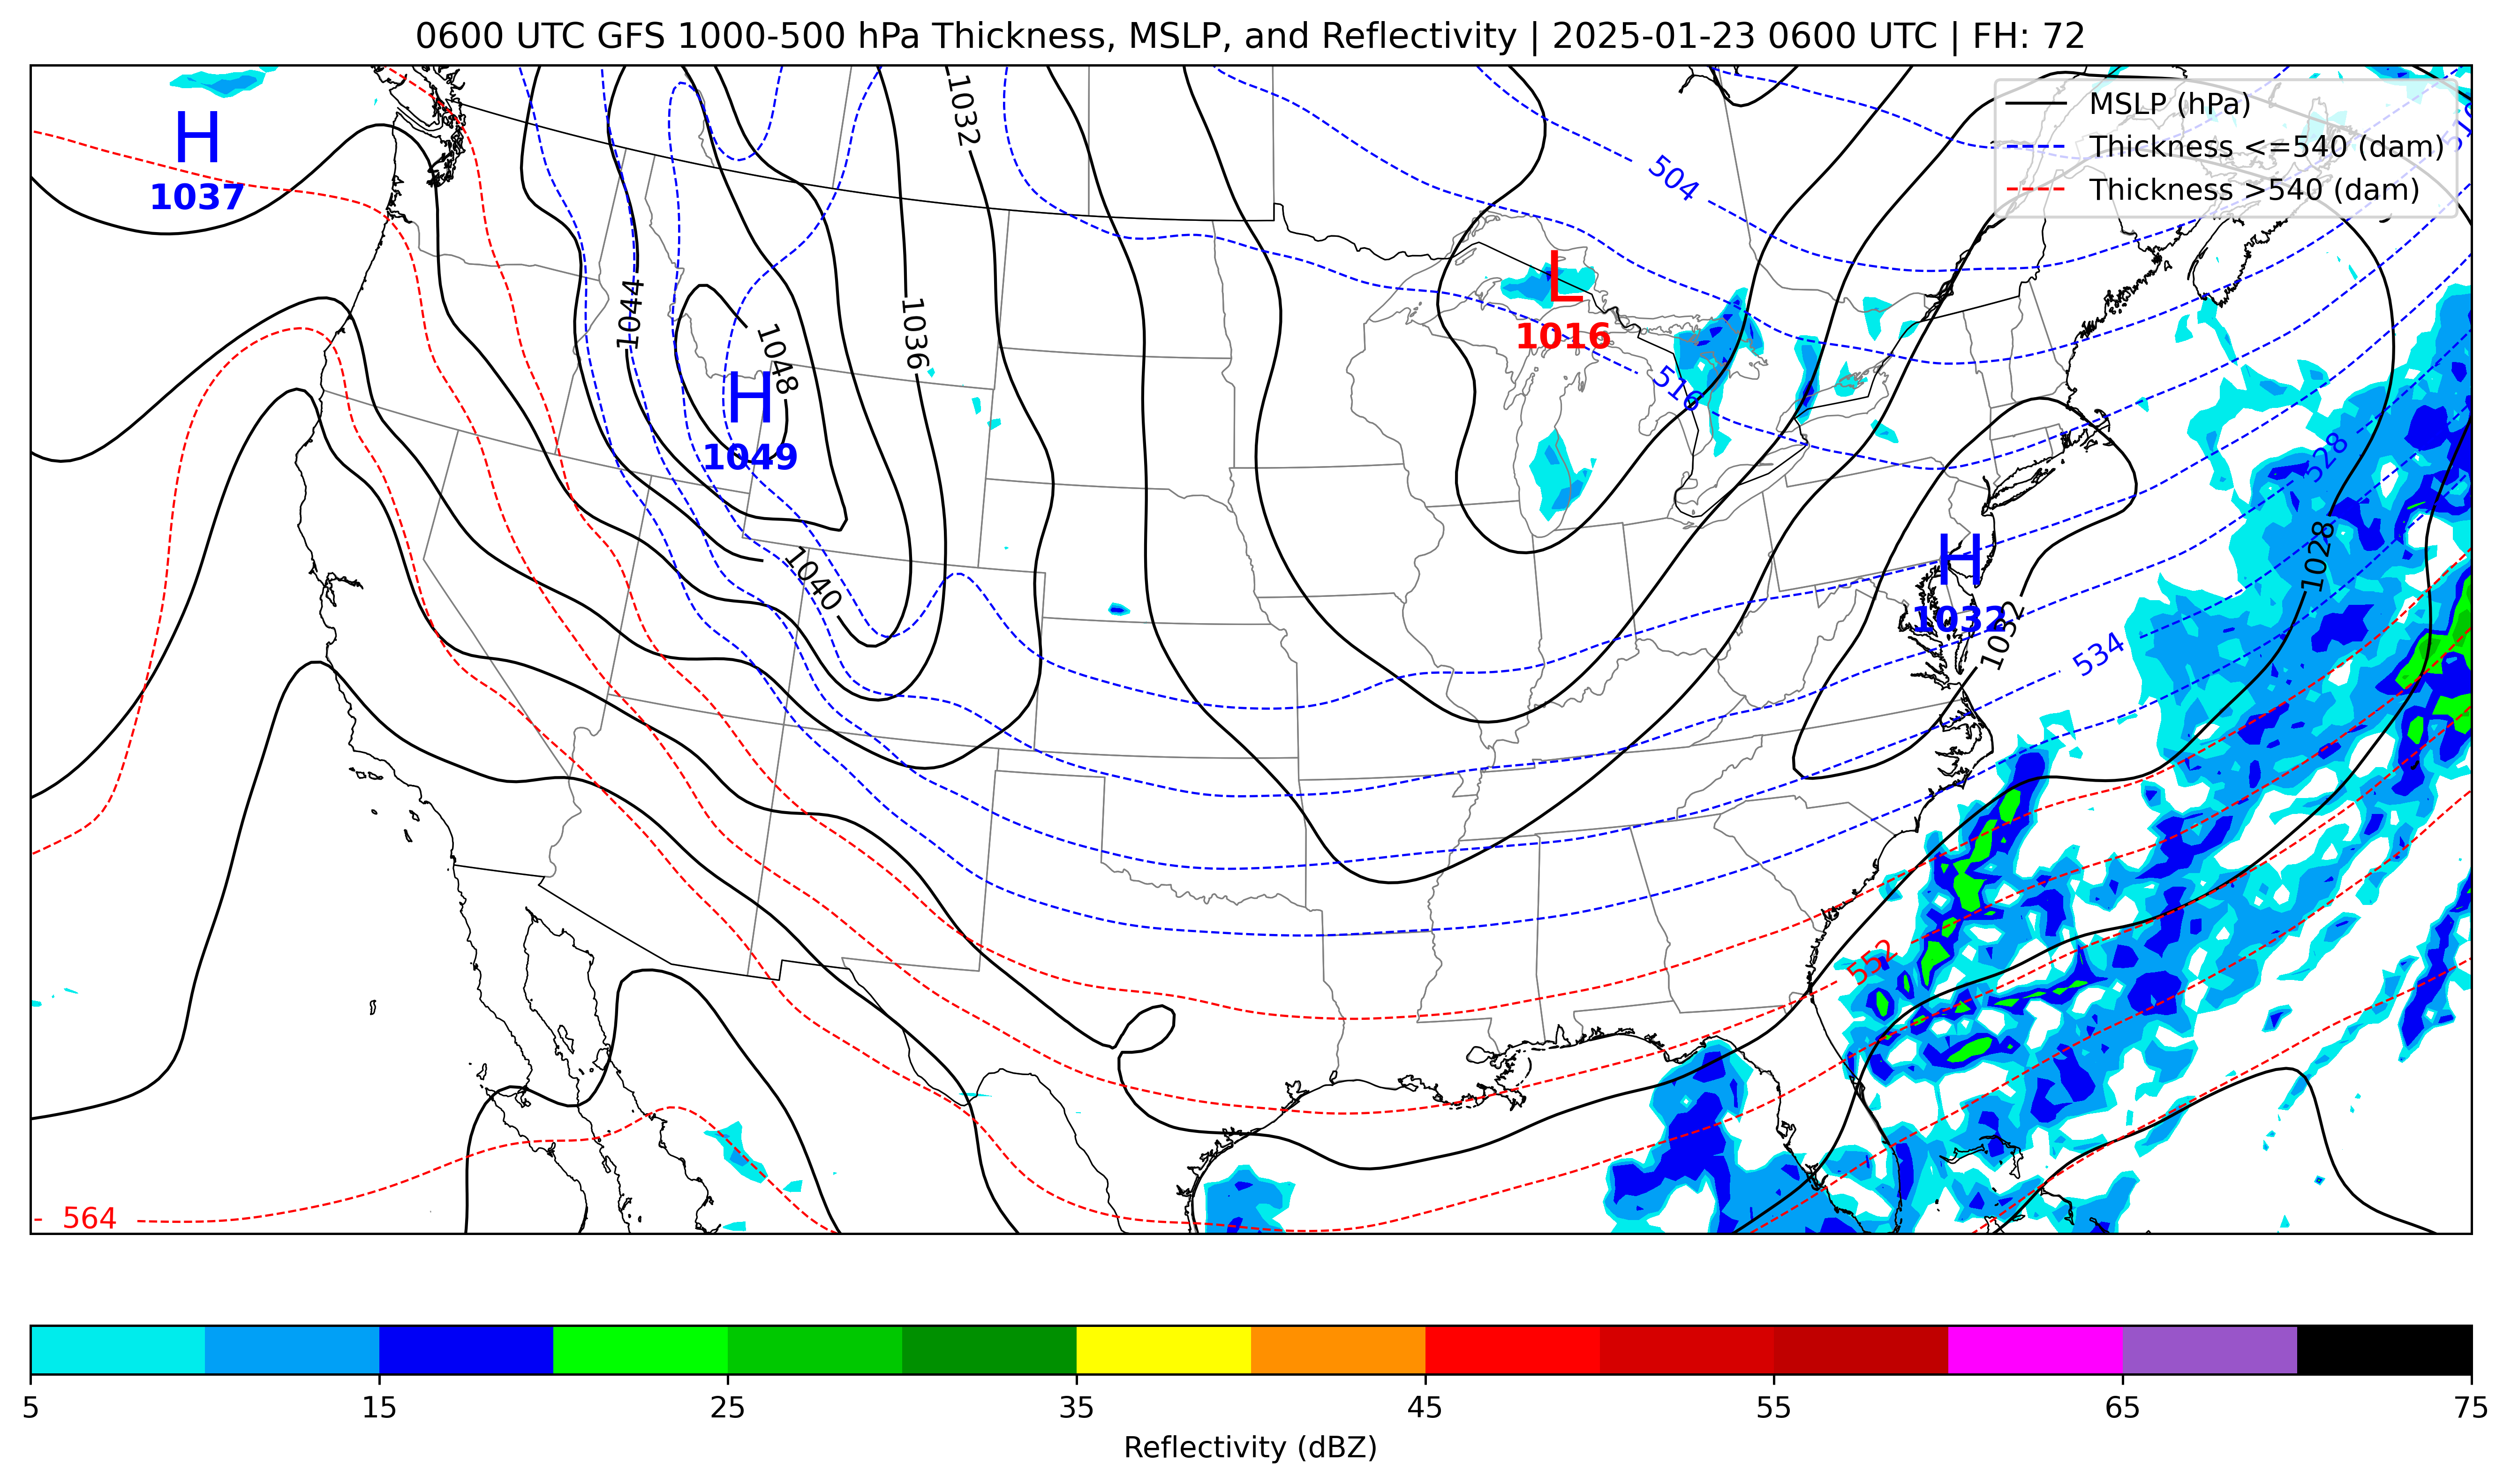 0600 UTC GFS 1000-500 hPa Thickness, MSLP, and Reflectivity | 2025-01-23 0600 UTC | FH: 72
MSLP (hPa)
Thickness <=540 (dam)
Thickness >540 (dam)
H
1037
1032
504
L
1016
1044
1036
1048
H
1049
516
528
1028
1040
H
1032
1032
534
552
564
5
15
25
35
45
55
65
75
Reflectivity (dBZ)